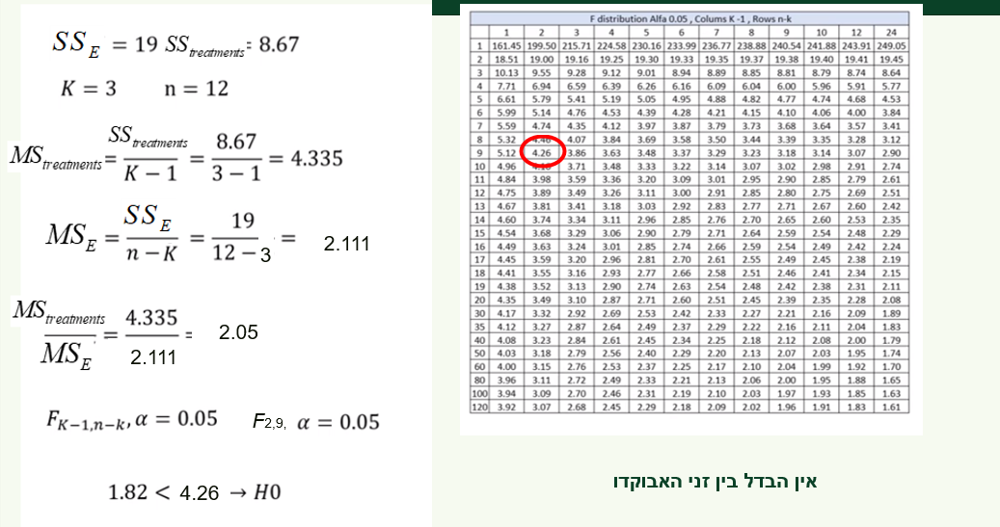 SS E = 19 SS treatments = 8.67
K = 3 n = 12
MS treatments = SS treatments / K − 1 = 8.67 / 3 − 1 = 4.335
MS E = SS E / n − K = 19 / 12 − 3 = 2.111
MS treatments / MS E = 4.335 / 2.111 = 2.05
F K−1,n−k, α = 0.05 F2,9, α = 0.05
1.82 < 4.26 → H0
F distribution Alfa 0.05 , Colums K -1 , Rows n-k
1 2 3 4 5 6 7 8 9 10 12 24
1 161.45 199.50 215.71 224.58 230.16 233.99 236.77 238.88 240.54 241.88 243.91 249.05
2 18.51 19.00 19.16 19.25 19.30 19.33 19.35 19.37 19.38 19.40 19.41 19.45
3 10.13 9.55 9.28 9.12 9.01 8.94 8.89 8.85 8.81 8.79 8.74 8.64
4 7.71 6.94 6.59 6.39 6.26 6.16 6.09 6.04 6.00 5.96 5.91 5.77
5 6.61 5.79 5.41 5.19 5.05 4.95 4.88 4.82 4.77 4.74 4.68 4.53
6 5.99 5.14 4.76 4.53 4.39 4.28 4.21 4.15 4.10 4.06 4.00 3.84
7 5.59 4.74 4.35 4.12 3.97 3.87 3.79 3.73 3.68 3.64 3.57 3.41
8 5.32 4.46 4.07 3.84 3.69 3.58 3.50 3.44 3.39 3.35 3.28 3.12
9 5.12 4.26 3.86 3.63 3.48 3.37 3.29 3.23 3.18 3.14 3.07 2.90
10 4.96 4.10 3.71 3.48 3.33 3.22 3.14 3.07 3.02 2.98 2.91 2.74
11 4.84 3.98 3.59 3.36 3.20 3.09 3.01 2.95 2.90 2.85 2.79 2.61
12 4.75 3.89 3.49 3.26 3.11 3.00 2.91 2.85 2.80 2.75 2.69 2.51
13 4.67 3.81 3.41 3.18 3.03 2.92 2.83 2.77 2.71 2.67 2.60 2.42
14 4.60 3.74 3.34 3.11 2.96 2.85 2.76 2.70 2.65 2.60 2.53 2.35
15 4.54 3.68 3.29 3.06 2.90 2.79 2.71 2.64 2.59 2.54 2.48 2.29
16 4.49 3.63 3.24 3.01 2.85 2.74 2.66 2.59 2.54 2.49 2.42 2.24
17 4.45 3.59 3.20 2.96 2.81 2.70 2.61 2.55 2.49 2.45 2.38 2.19
18 4.41 3.55 3.16 2.93 2.77 2.66 2.58 2.51 2.46 2.41 2.34 2.15
19 4.38 3.52 3.13 2.90 2.74 2.63 2.54 2.48 2.42 2.38 2.31 2.11
20 4.35 3.49 3.10 2.87 2.71 2.60 2.51 2.45 2.39 2.35 2.28 2.08
30 4.17 3.32 2.92 2.69 2.53 2.42 2.33 2.27 2.21 2.16 2.09 1.89
35 4.12 3.27 2.87 2.64 2.49 2.37 2.29 2.22 2.16 2.11 2.04 1.83
40 4.08 3.23 2.84 2.61 2.45 2.34 2.25 2.18 2.12 2.08 2.00 1.79
50 4.03 3.18 2.79 2.56 2.40 2.29 2.20 2.13 2.07 2.03 1.95 1.74
60 4.00 3.15 2.76 2.53 2.37 2.25 2.17 2.10 2.04 1.99 1.92 1.70
80 3.96 3.11 2.72 2.49 2.33 2.21 2.13 2.06 2.00 1.95 1.88 1.65
100 3.94 3.09 2.70 2.46 2.31 2.19 2.10 2.03 1.97 1.93 1.85 1.63
120 3.92 3.07 2.68 2.45 2.29 2.18 2.09 2.02 1.96 1.91 1.83 1.61
אין הבדל בין זני האבוקדו